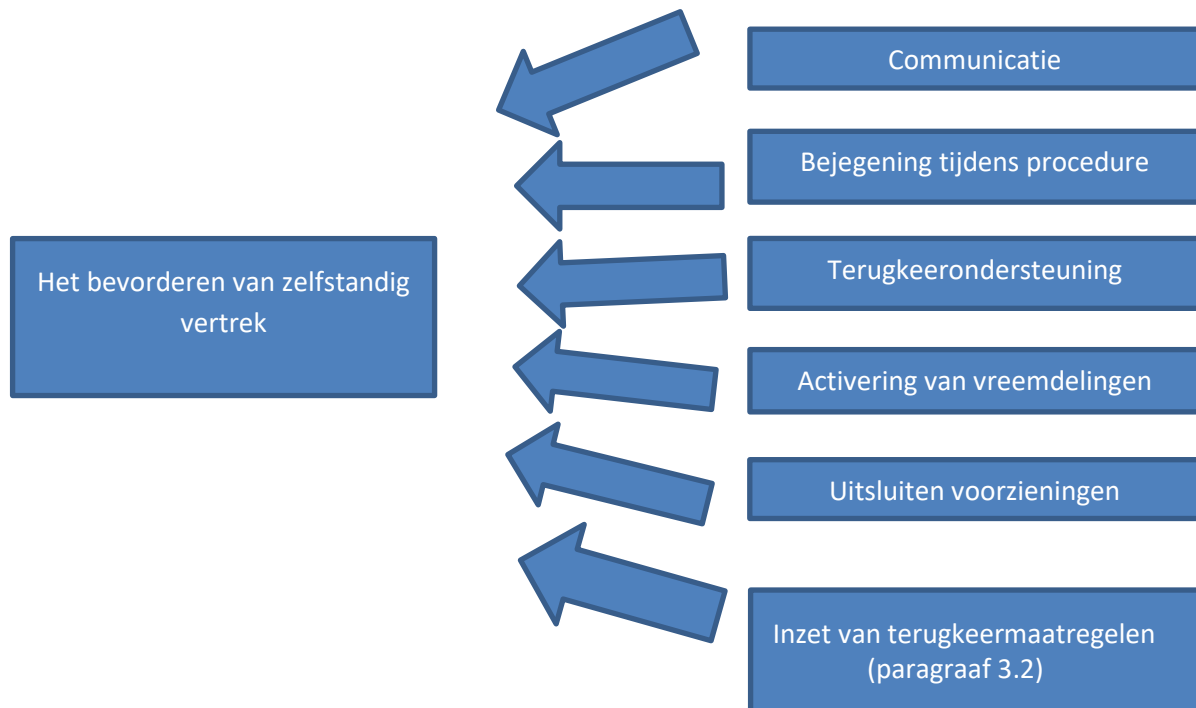 Communicatie
Bejegening tijdens procedure
Het bevorderen van zelfstandig
vertrek
Terugkeerondersteuning
Activering van vreemdelingen
Uitsluiten voorzieningen
Inzet van terugkeermaatregelen
(paragraaf 3.2)